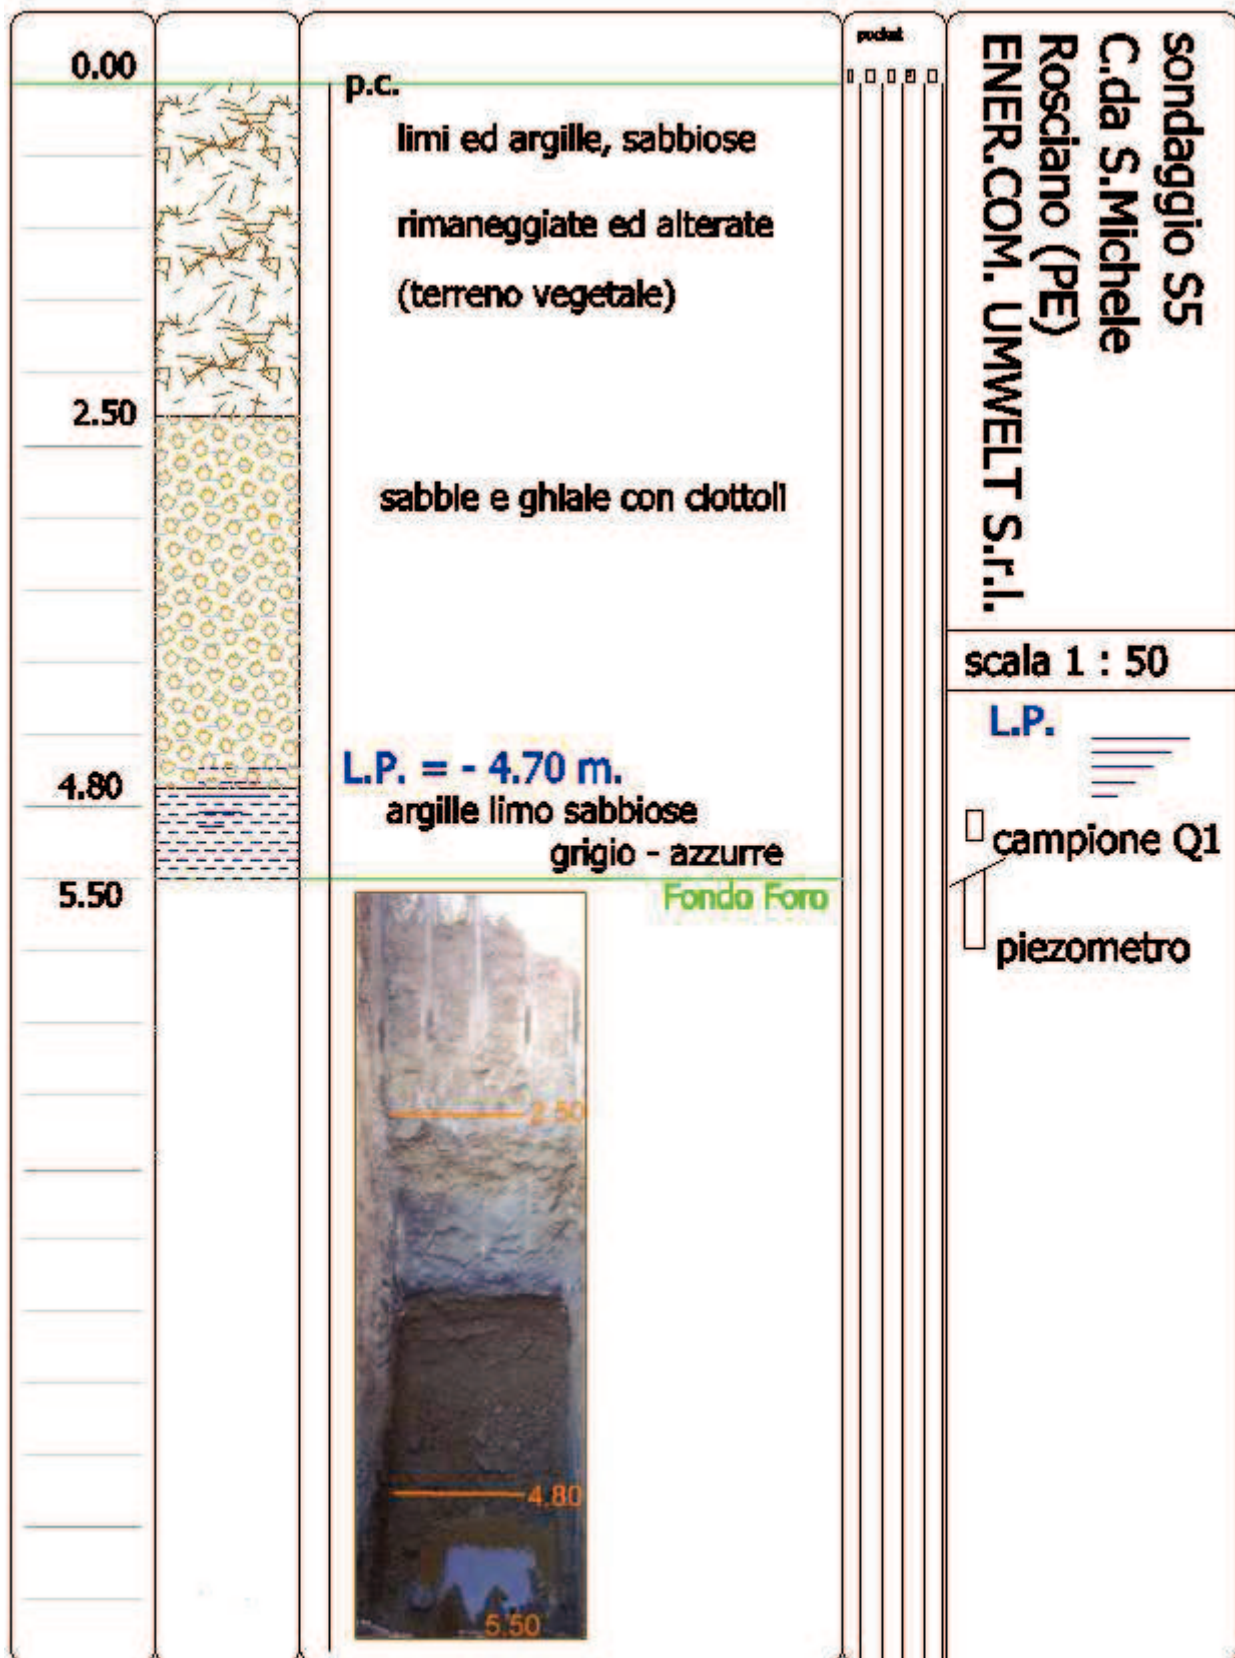 0.00
p.c.
limi ed argille, sabbiose
rimaneggiate ed alterate
(terreno vegetale)
2.50
sabbie e ghiaie con ciottoli
4.80
L.P. = - 4.70 m.
argille limo sabbiose
grigio - azzurre
5.50
Fondo Foro
2.50
4.80
5.50
pocket
sondaggio S5
C.da S.Michele
Rosciano (PE)
ENER.COM. UMWELT S.r.l.
scala 1 : 50
L.P.
campione Q1
piezometro